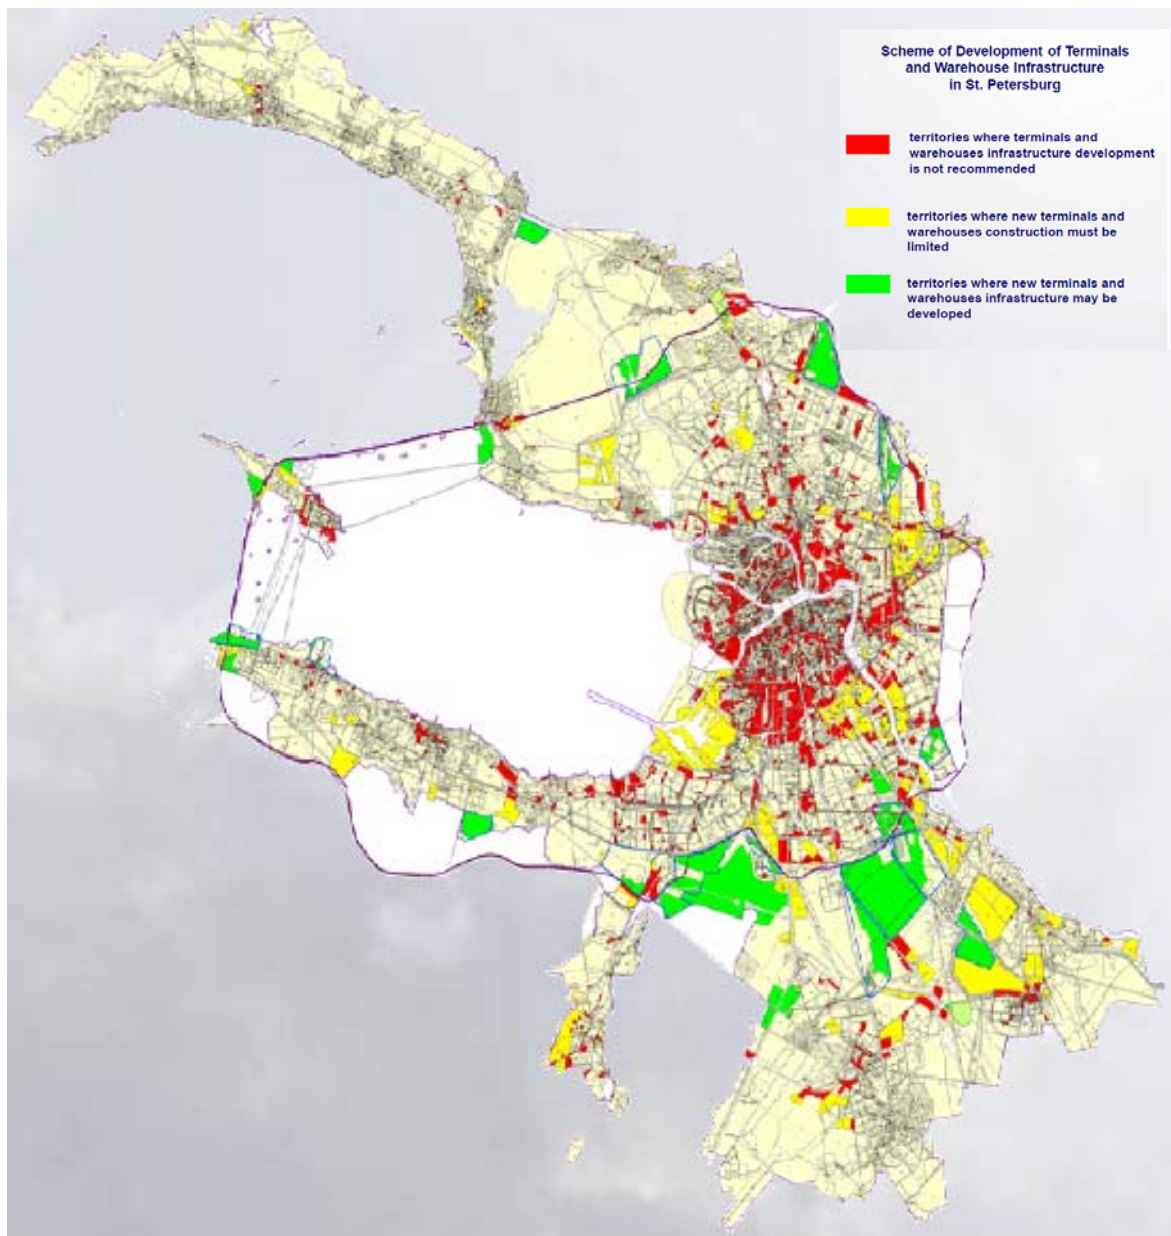 Scheme of Development of Terminals
and Warehouse Infrastructure
in St. Petersburg
territories where terminals and
warehouses infrastructure development
is not recommended
territories where new terminals and
warehouses construction must be
limited
territories where new terminals and
warehouses infrastructure may be
developed